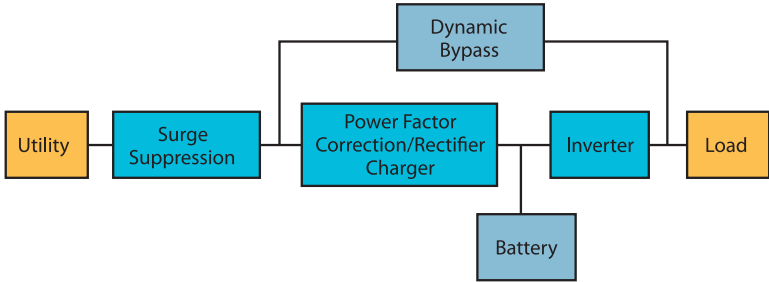 Dynamic
Bypass
Utility
Surge
Suppression
Power Factor
Correction/Rectifier
Charger
Inverter
Load
Battery